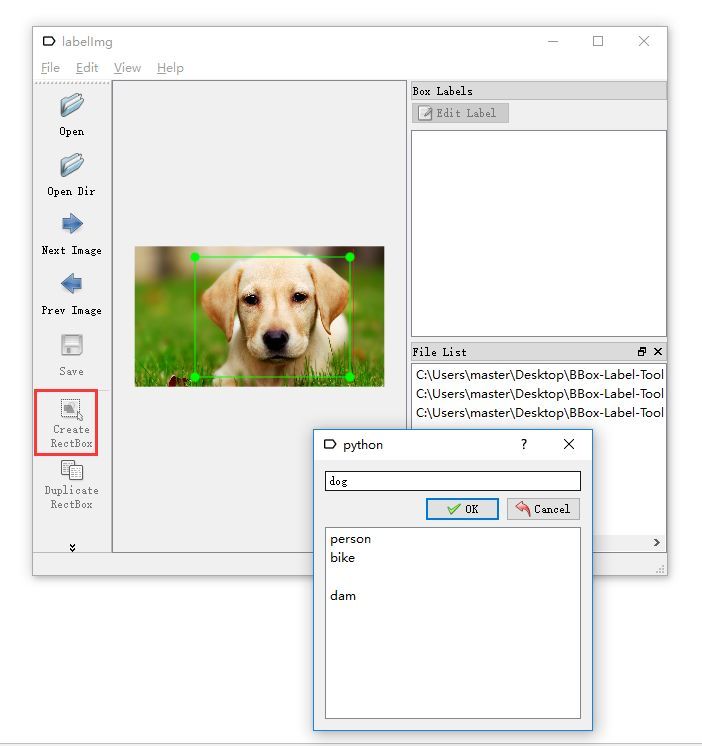 labelImg
File Edit View Help
Open
Open Dir
Next Image
Prev Image
Save
Create
RectBox
Duplicate
RectBox
Box Labels
Edit Label
File List
C:\Users\master\Desktop\BBox-Label-Tool
C:\Users\master\Desktop\BBox-Label-Tool
C:\Users\master\Desktop\BBox-Label-Tool
python
dog
OK Cancel
person
bike
dam